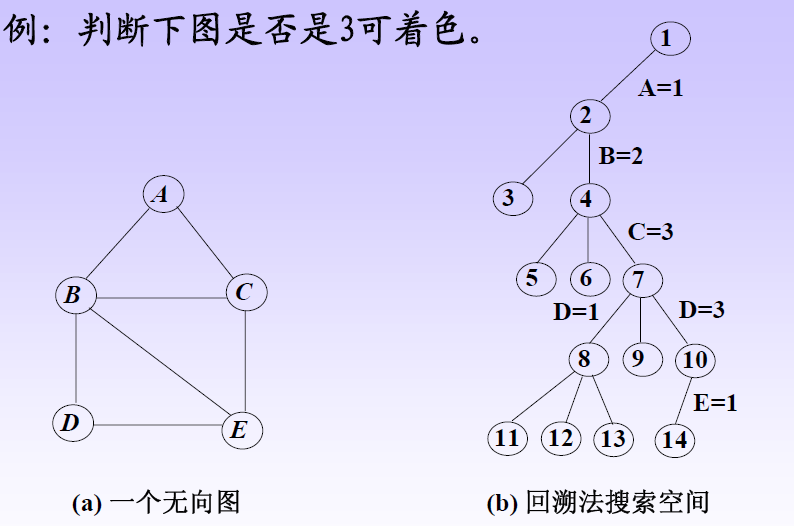 例：判断下图是否是3可着色。
1
A=1
2
B=2
3
4
C=3
5
6
7
D=1
D=3
8
9
10
E=1
11
12
13
14
A
B
C
D
E
(a) 一个无向图
(b) 回溯法搜索空间